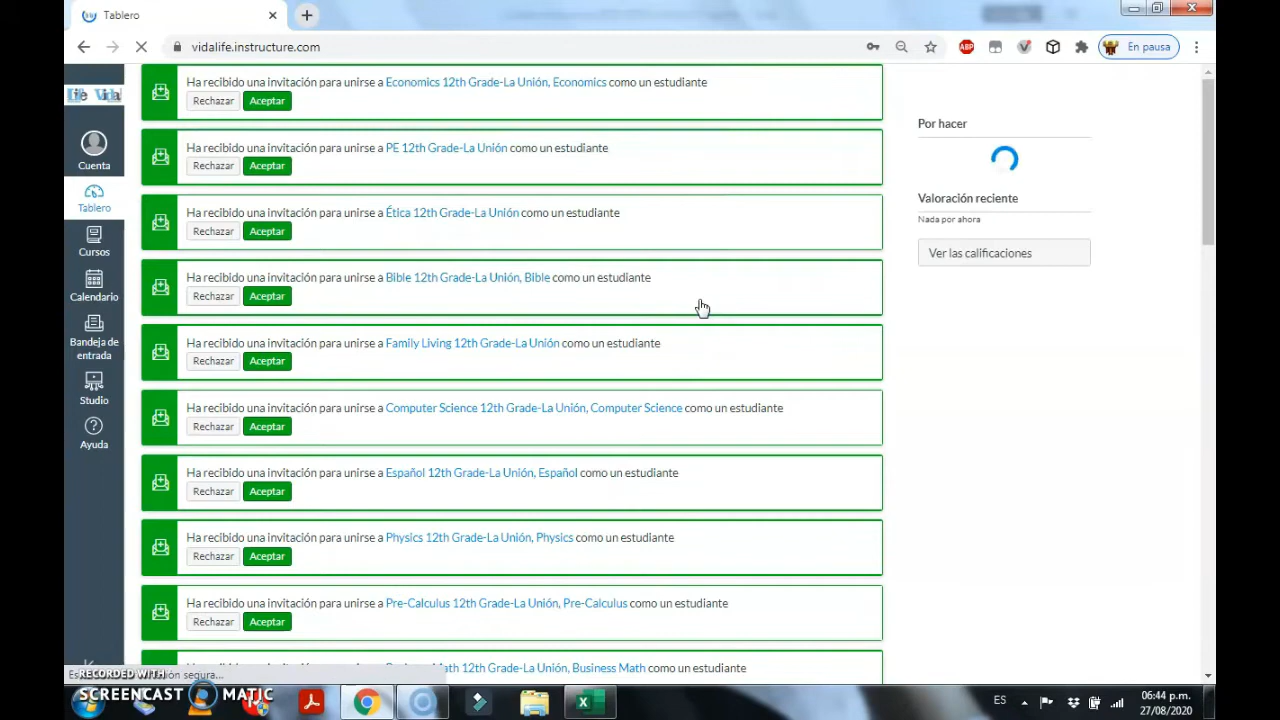 Tablero
vidalife.instructure.com
En pausa
Life Vida
Cuenta
Tablero
Cursos
Calendario
Bandeja de
entrada
Studio
Ayuda
Ha recibido una invitación para unirse a Economics 12th Grade-La Unión, Economics como un estudiante
Rechazar Aceptar
Ha recibido una invitación para unirse a PE 12th Grade-La Unión como un estudiante
Rechazar Aceptar
Ha recibido una invitación para unirse a Ética 12th Grade-La Unión como un estudiante
Rechazar Aceptar
Ha recibido una invitación para unirse a Bible 12th Grade-La Unión, Bible como un estudiante
Rechazar Aceptar
Ha recibido una invitación para unirse a Family Living 12th Grade-La Unión como un estudiante
Rechazar Aceptar
Ha recibido una invitación para unirse a Computer Science 12th Grade-La Unión, Computer Science como un estudiante
Rechazar Aceptar
Ha recibido una invitación para unirse a Español 12th Grade-La Unión, Español como un estudiante
Rechazar Aceptar
Ha recibido una invitación para unirse a Physics 12th Grade-La Unión, Physics como un estudiante
Rechazar Aceptar
Ha recibido una invitación para unirse a Pre-Calculus 12th Grade-La Unión, Pre-Calculus como un estudiante
Rechazar Aceptar
Math 12th Grade-La Unión, Business Math como un estudiante
Por hacer
Valoración reciente
Nada por ahora
Ver las calificaciones
segura...
RECORDED WITH
SCREENCAST MATIC
ES
06:44 p.m.
27/08/2020